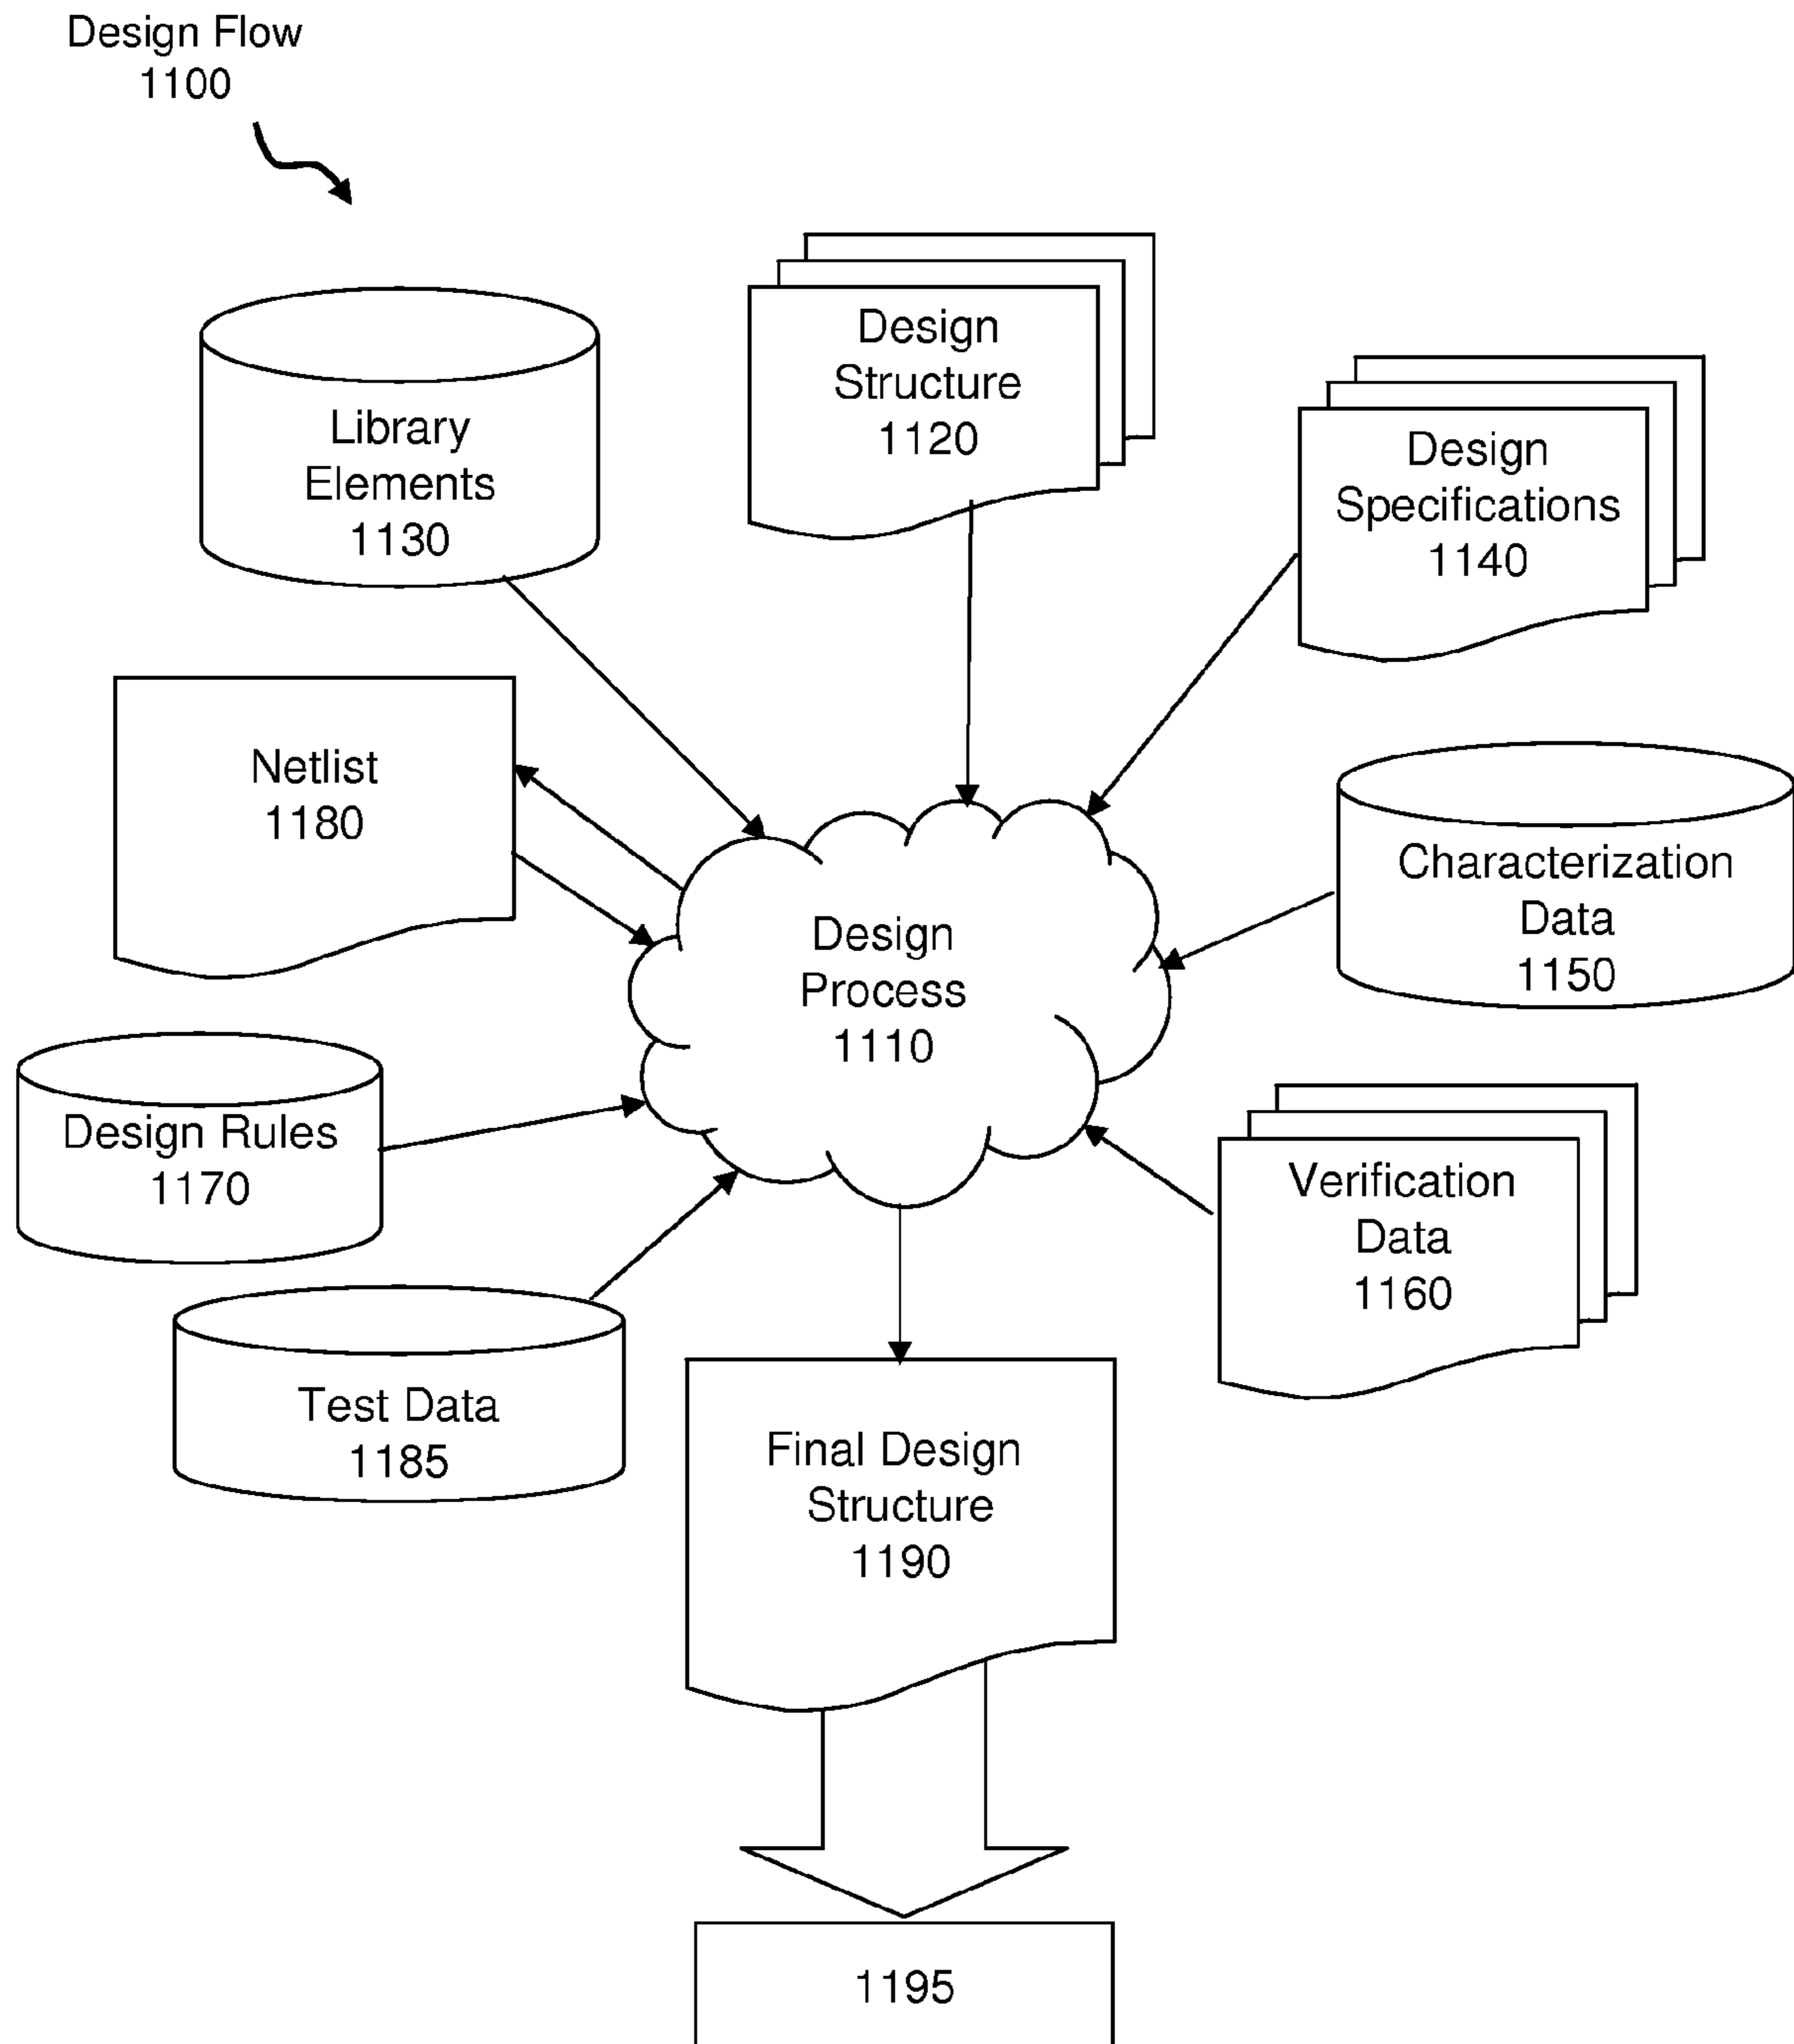 Design Flow
1100
Design
Structure
1120
Library
Elements
1130
Design
Specifications
1140
Netlist
1180
Characterization
Data
1150
Design
Process
1110
Design Rules
1170
Verification
Data
1160
Test Data
1185
Final Design
Structure
1190
1195